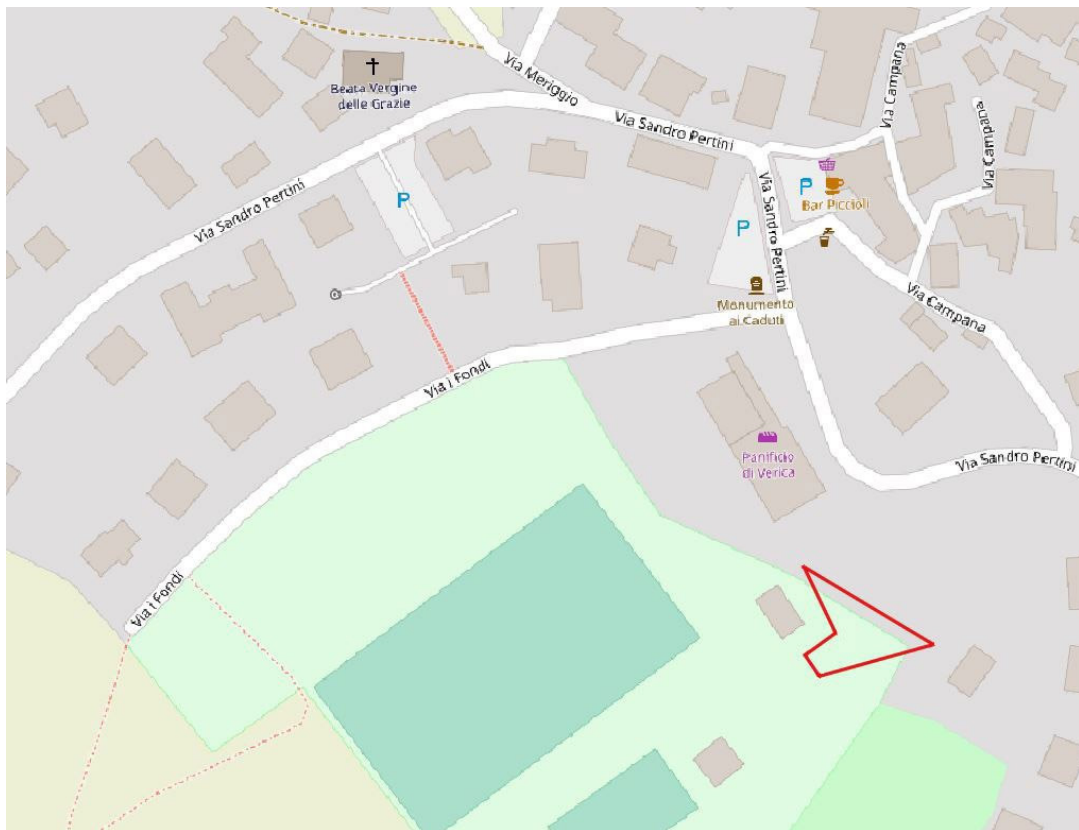 Via Meriggio
Beata Vergine
delle Grazie
Via Sandro Pertini
Via Campana
Via Campana
Via Sandro Pertini
P
P
Bar Piccioli
Via Sandro Pertini
P
Monumento
ai Caduti
Via Campana
Via i Fondi
Panificio
di Verica
Via Sandro Pertini
Via i Fondi